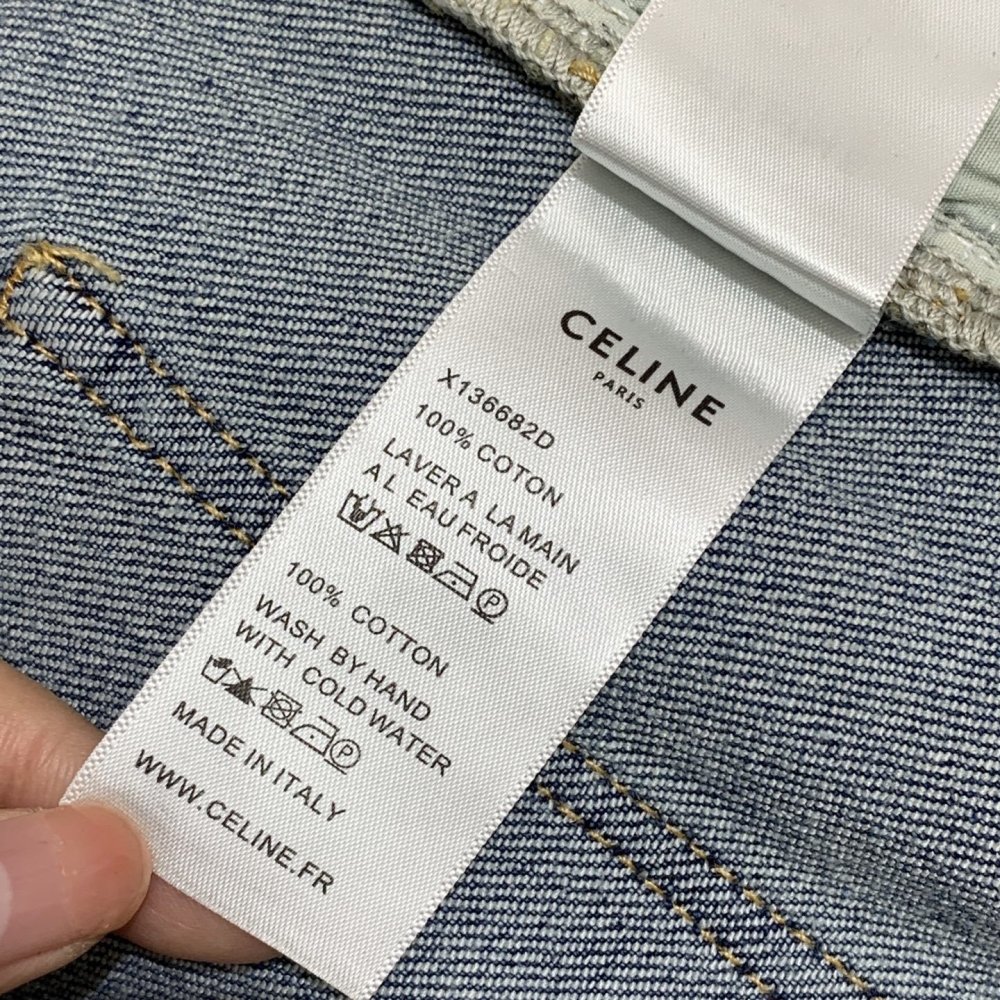 CELINE
PARIS
X136682D
100% COTON
LAVER A LA MAIN
A L EAU FROIDE
P
100% COTTON
WASH BY HAND
WITH COLD WATER
P
MADE IN ITALY
WWW.CELINE.FR